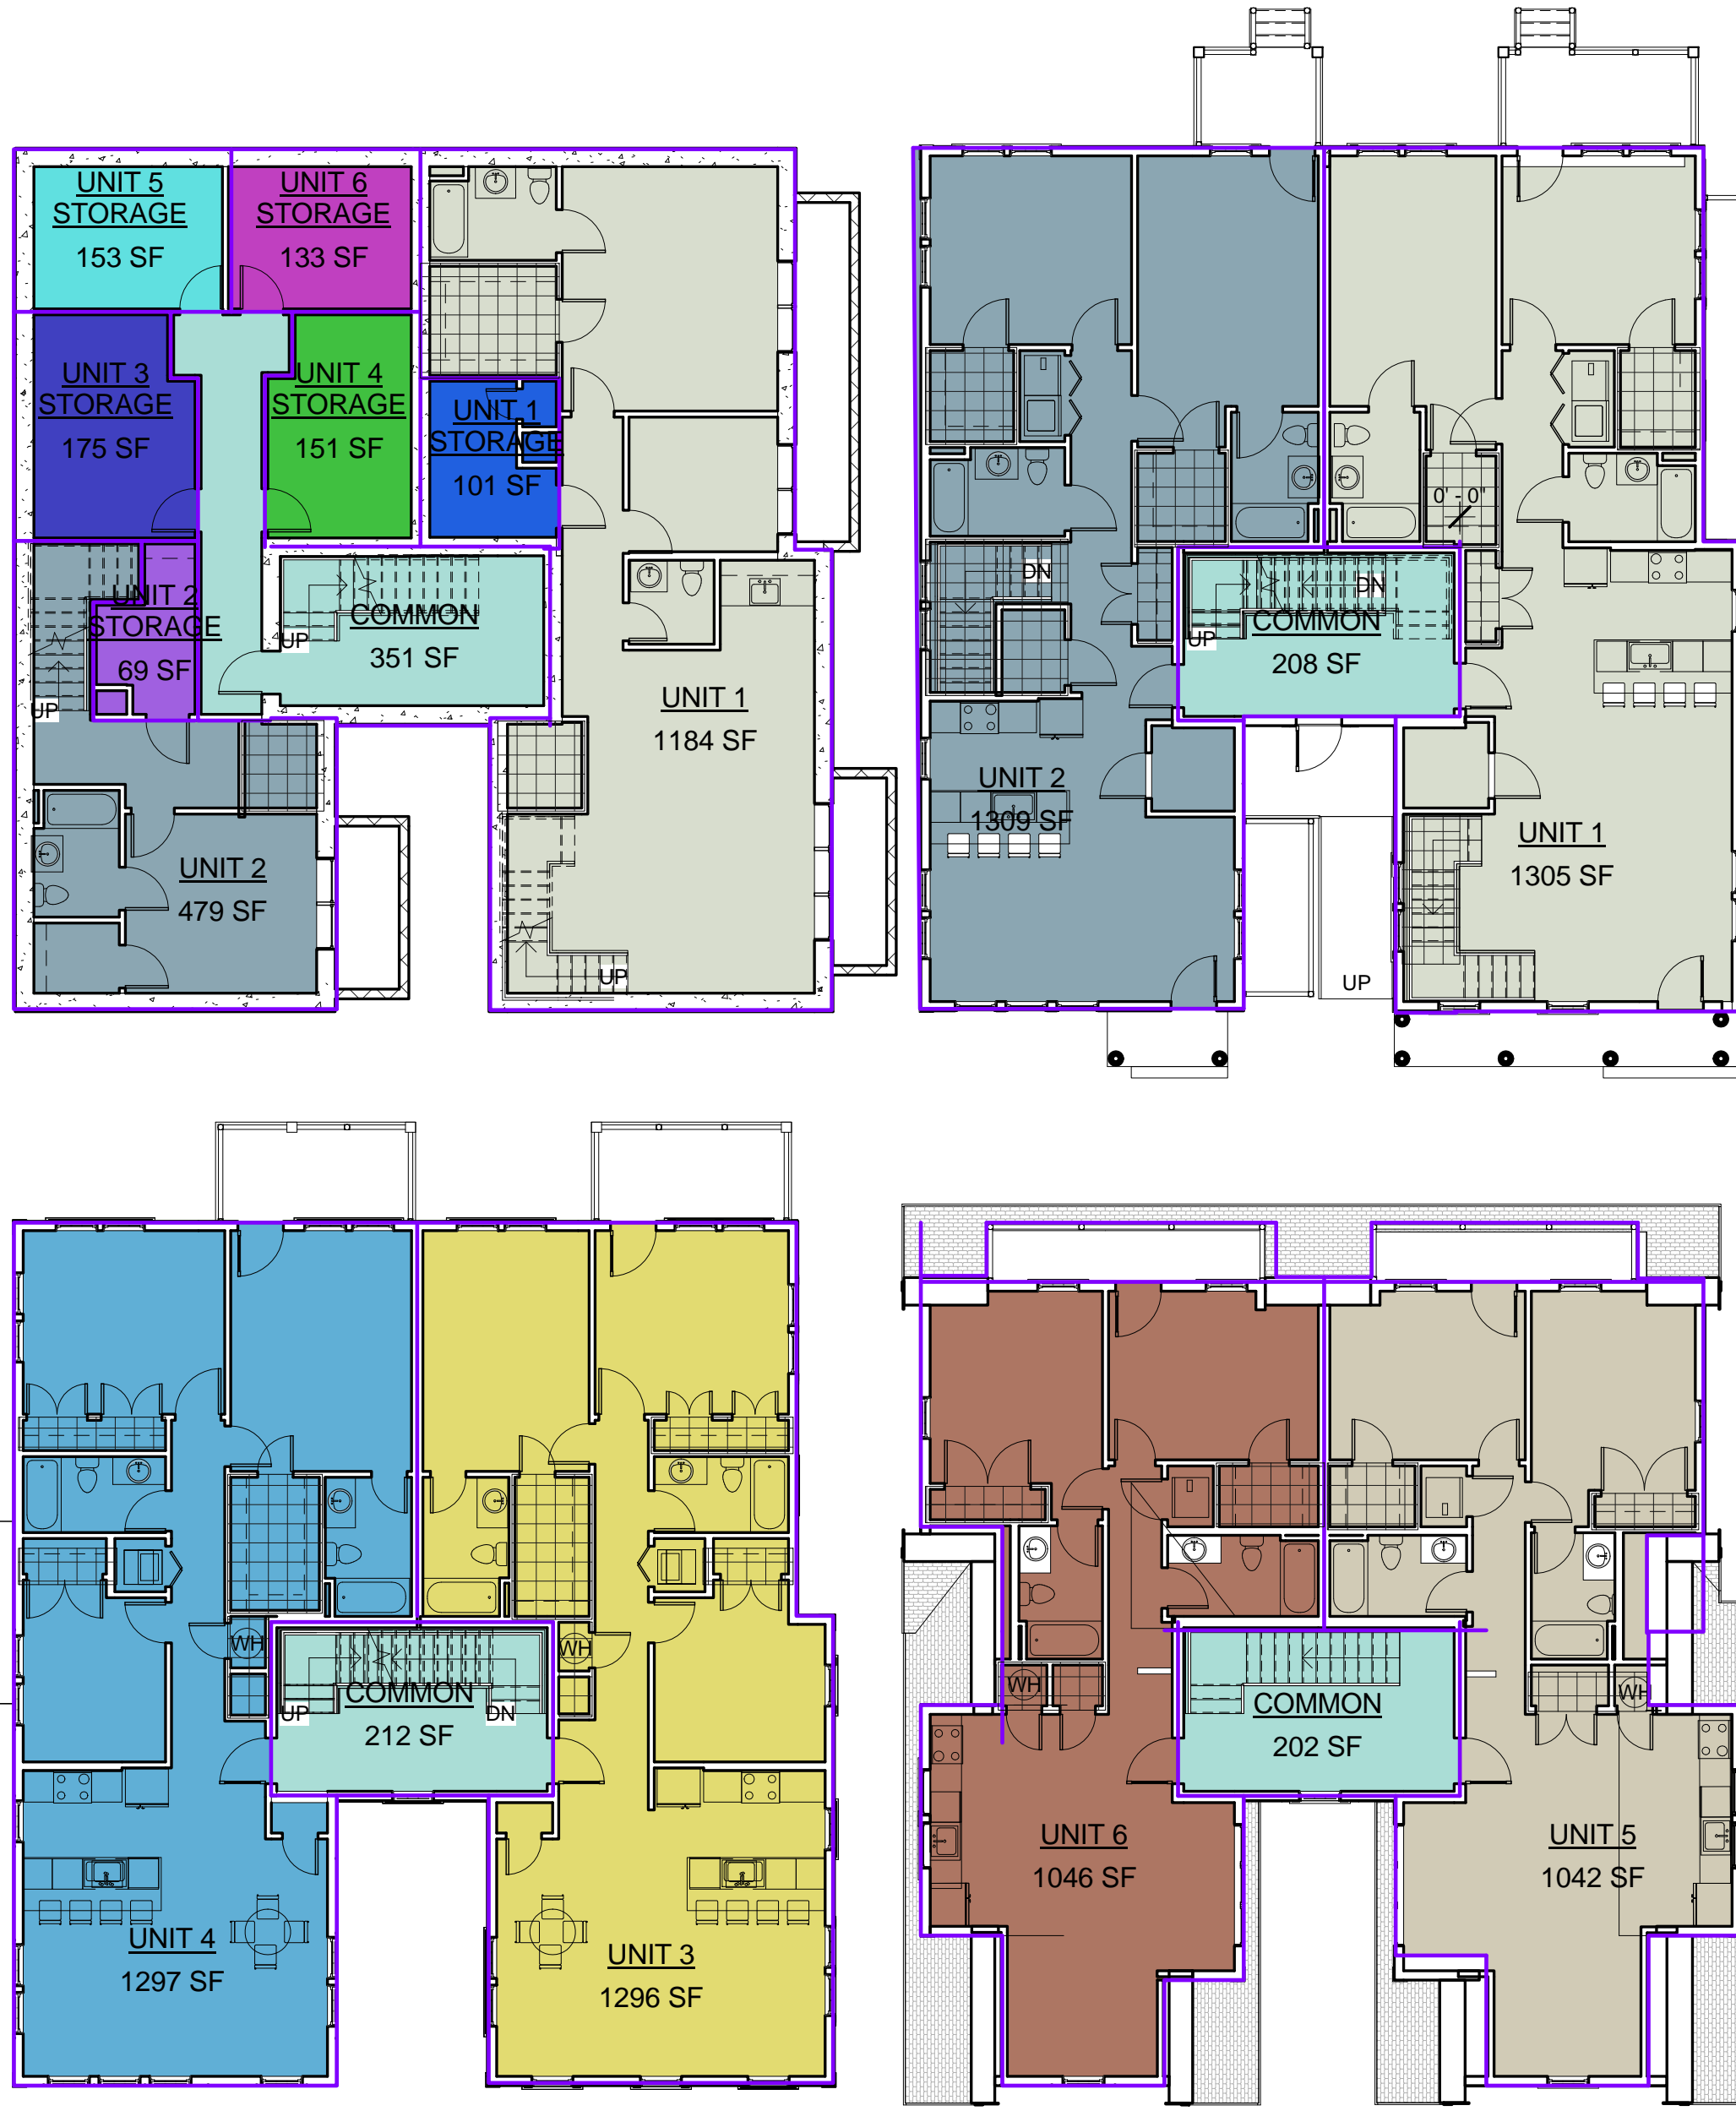 UNIT 5
STORAGE
153 SF
UNIT 6
STORAGE
133 SF
UNIT 3
STORAGE
175 SF
UNIT 4
STORAGE
151 SF
UNIT 1
STORAGE
101 SF
UNIT 2
STORAGE
69 SF
UP
UP
COMMON
351 SF
UNIT 1
1184 SF
UNIT 2
479 SF
UP
0' - 0"
DN
DN
UP
COMMON
208 SF
UNIT 2
1309 SF
UNIT 1
1305 SF
UP
WH
WH
UP
DN
COMMON
212 SF
UNIT 4
1297 SF
UNIT 3
1296 SF
WH
WH
COMMON
202 SF
UNIT 6
1046 SF
UNIT 5
1042 SF